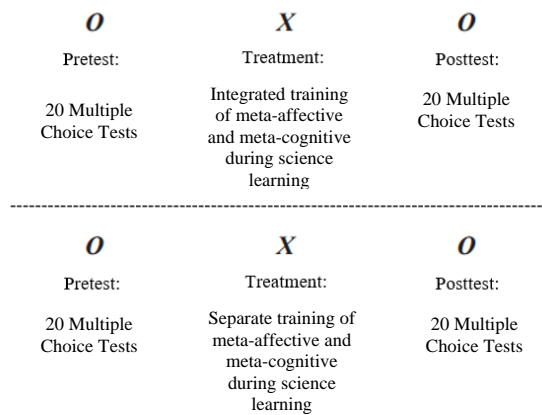 O X O
Pretest: Treatment: Posttest:
20 Multiple
Choice Tests
Integrated training
of meta-affective
and meta-cognitive
during science
learning
20 Multiple
Choice Tests
O X O
Pretest: Treatment: Posttest:
20 Multiple
Choice Tests
Separate training of
meta-affective and
meta-cognitive
during science
learning
20 Multiple
Choice Tests